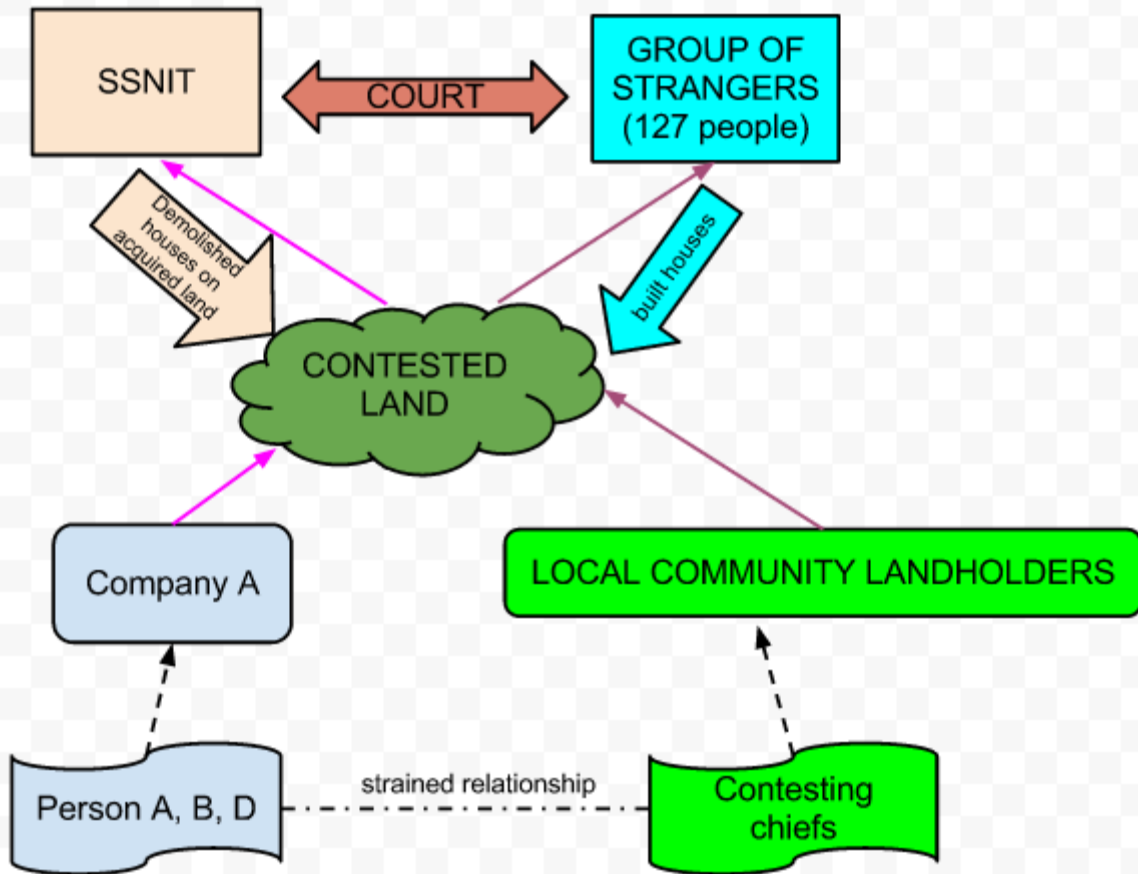 SSNIT
COURT
GROUP OF
STRANGERS
(127 people)
Demolished
houses on
acquired land
built houses
CONTESTED
LAND
Company A
LOCAL COMMUNITY LANDHOLDERS
Person A, B, D
strained relationship
Contesting
chiefs